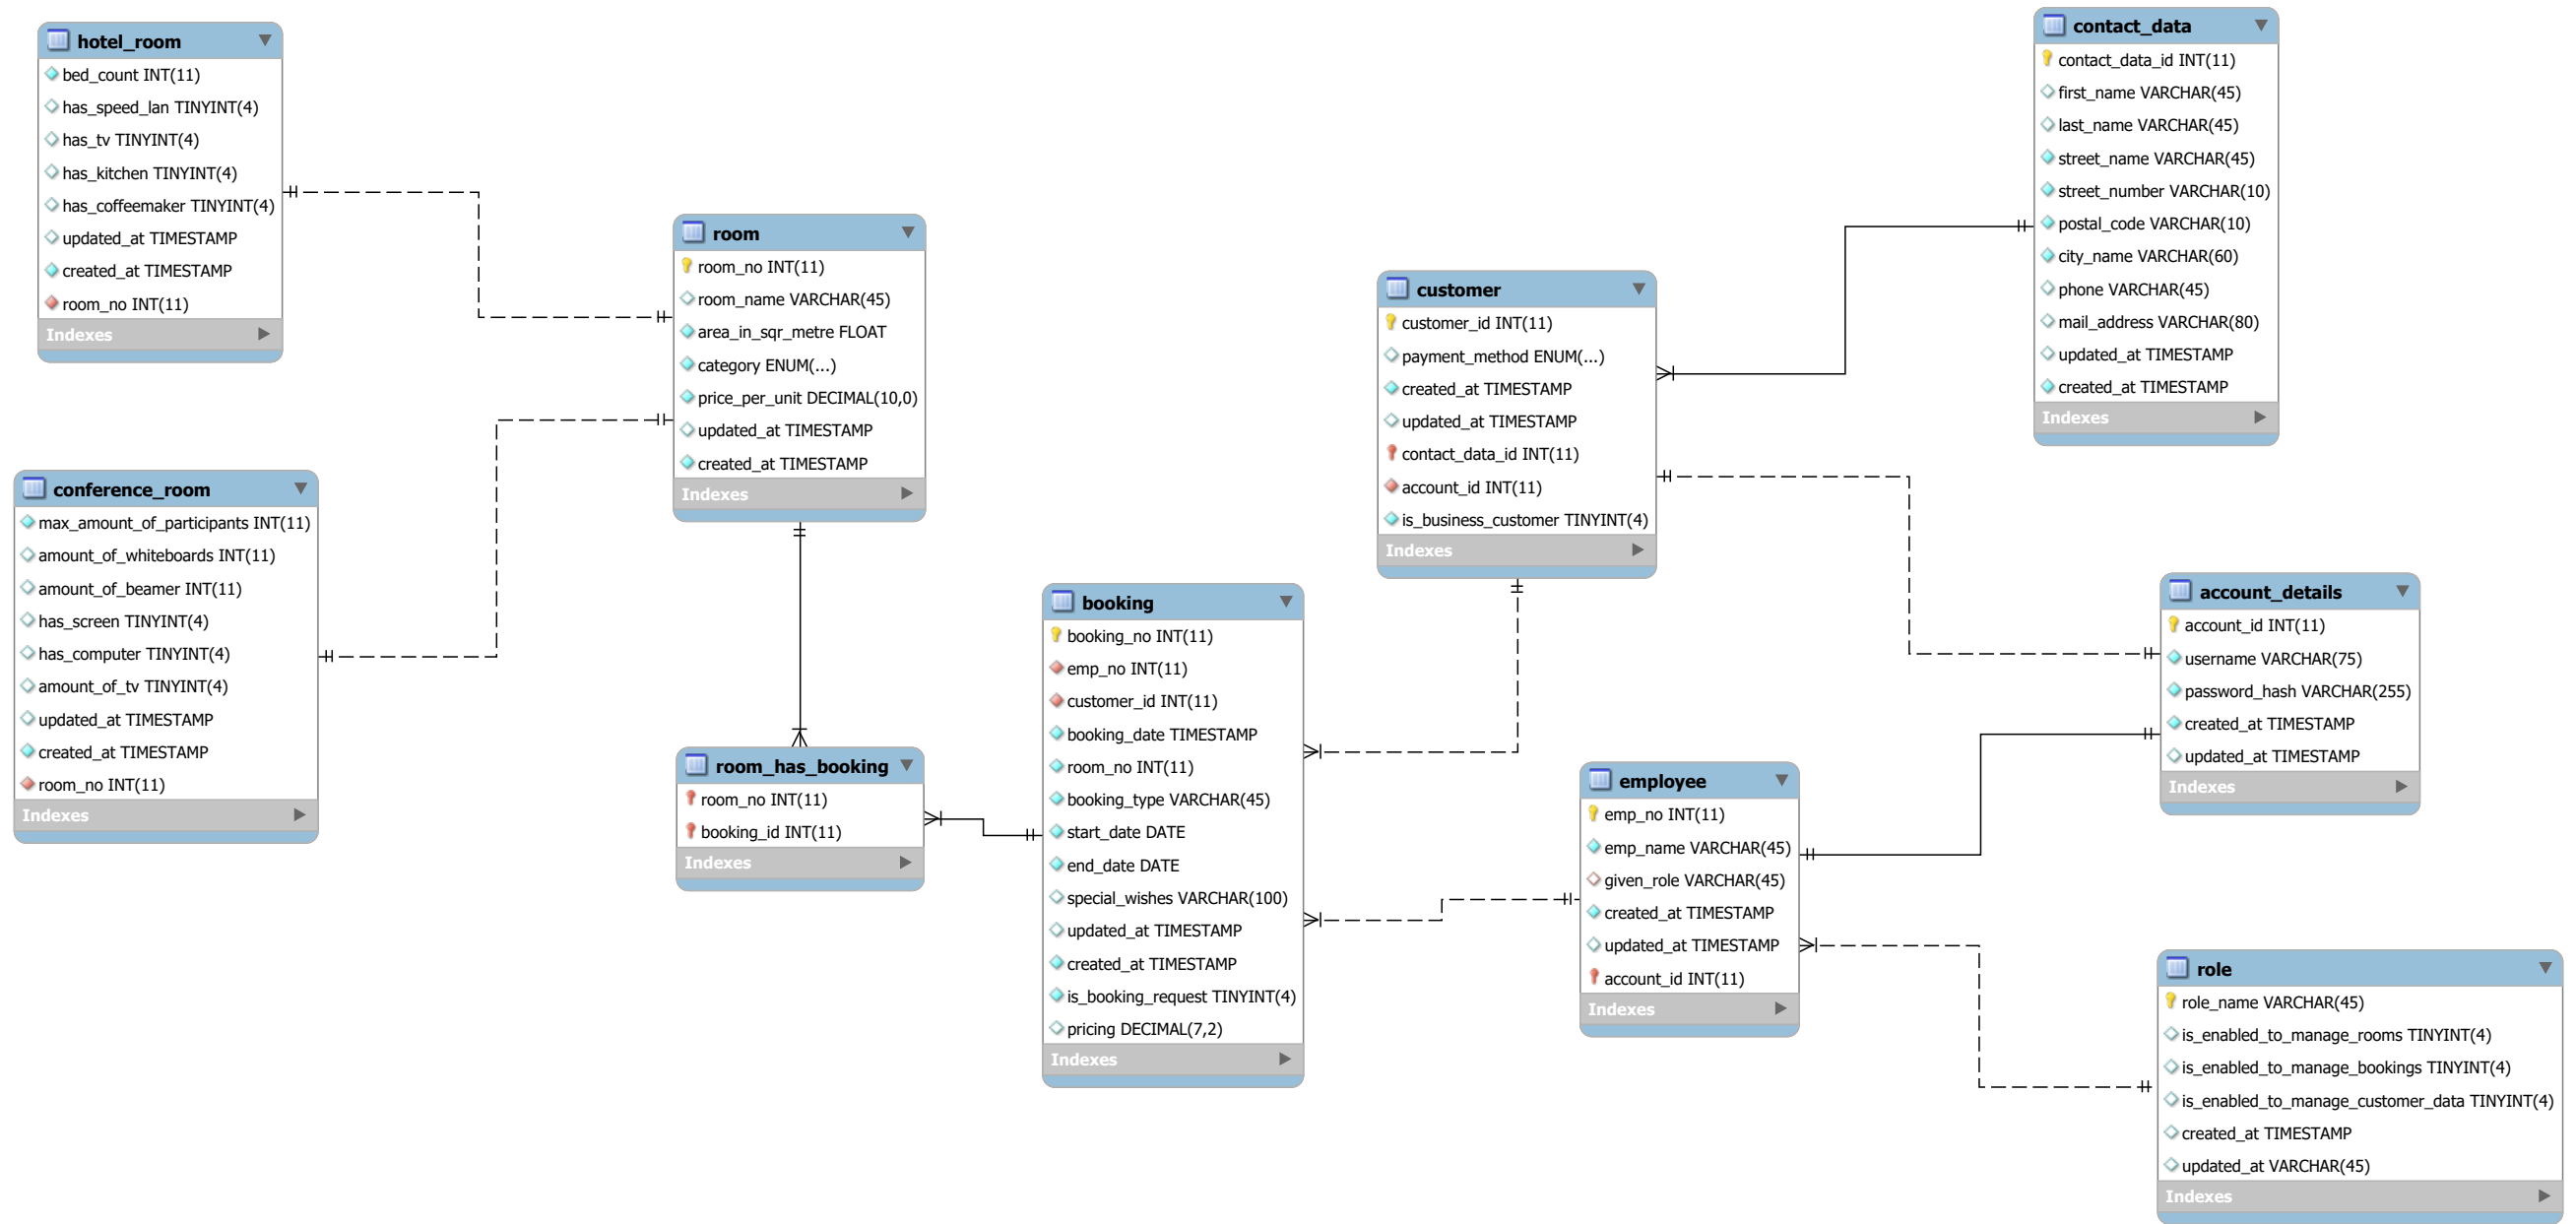 hotel_room
bed_count INT(11)
has_speed_lan TINYINT(4)
has_tv TINYINT(4)
has_kitchen TINYINT(4)
has_coffeemaker TINYINT(4)
updated_at TIMESTAMP
created_at TIMESTAMP
room_no INT(11)
Indexes
conference_room
max_amount_of_participants INT(11)
amount_of_whiteboards INT(11)
amount_of_beamer INT(11)
has_screen TINYINT(4)
has_computer TINYINT(4)
amount_of_tv TINYINT(4)
updated_at TIMESTAMP
created_at TIMESTAMP
room_no INT(11)
Indexes
room
room_no INT(11)
room_name VARCHAR(45)
area_in_sqr_metre FLOAT
category ENUM(...)
price_per_unit DECIMAL(10,0)
updated_at TIMESTAMP
created_at TIMESTAMP
Indexes
room_has_booking
room_no INT(11)
booking_id INT(11)
Indexes
booking
booking_no INT(11)
emp_no INT(11)
customer_id INT(11)
booking_date TIMESTAMP
room_no INT(11)
booking_type VARCHAR(45)
start_date DATE
end_date DATE
special_wishes VARCHAR(100)
updated_at TIMESTAMP
created_at TIMESTAMP
is_booking_request TINYINT(4)
pricing DECIMAL(7,2)
Indexes
customer
customer_id INT(11)
payment_method ENUM(...)
created_at TIMESTAMP
updated_at TIMESTAMP
contact_data_id INT(11)
account_id INT(11)
is_business_customer TINYINT(4)
Indexes
employee
emp_no INT(11)
emp_name VARCHAR(45)
given_role VARCHAR(45)
created_at TIMESTAMP
updated_at TIMESTAMP
account_id INT(11)
Indexes
contact_data
contact_data_id INT(11)
first_name VARCHAR(45)
last_name VARCHAR(45)
street_name VARCHAR(45)
street_number VARCHAR(10)
postal_code VARCHAR(10)
city_name VARCHAR(60)
phone VARCHAR(45)
mail_address VARCHAR(80)
updated_at TIMESTAMP
created_at TIMESTAMP
Indexes
account_details
account_id INT(11)
username VARCHAR(75)
password_hash VARCHAR(255)
created_at TIMESTAMP
updated_at TIMESTAMP
Indexes
role
role_name VARCHAR(45)
is_enabled_to_manage_rooms TINYINT(4)
is_enabled_to_manage_bookings TINYINT(4)
is_enabled_to_manage_customer_data TINYINT(4)
created_at TIMESTAMP
updated_at VARCHAR(45)
Indexes